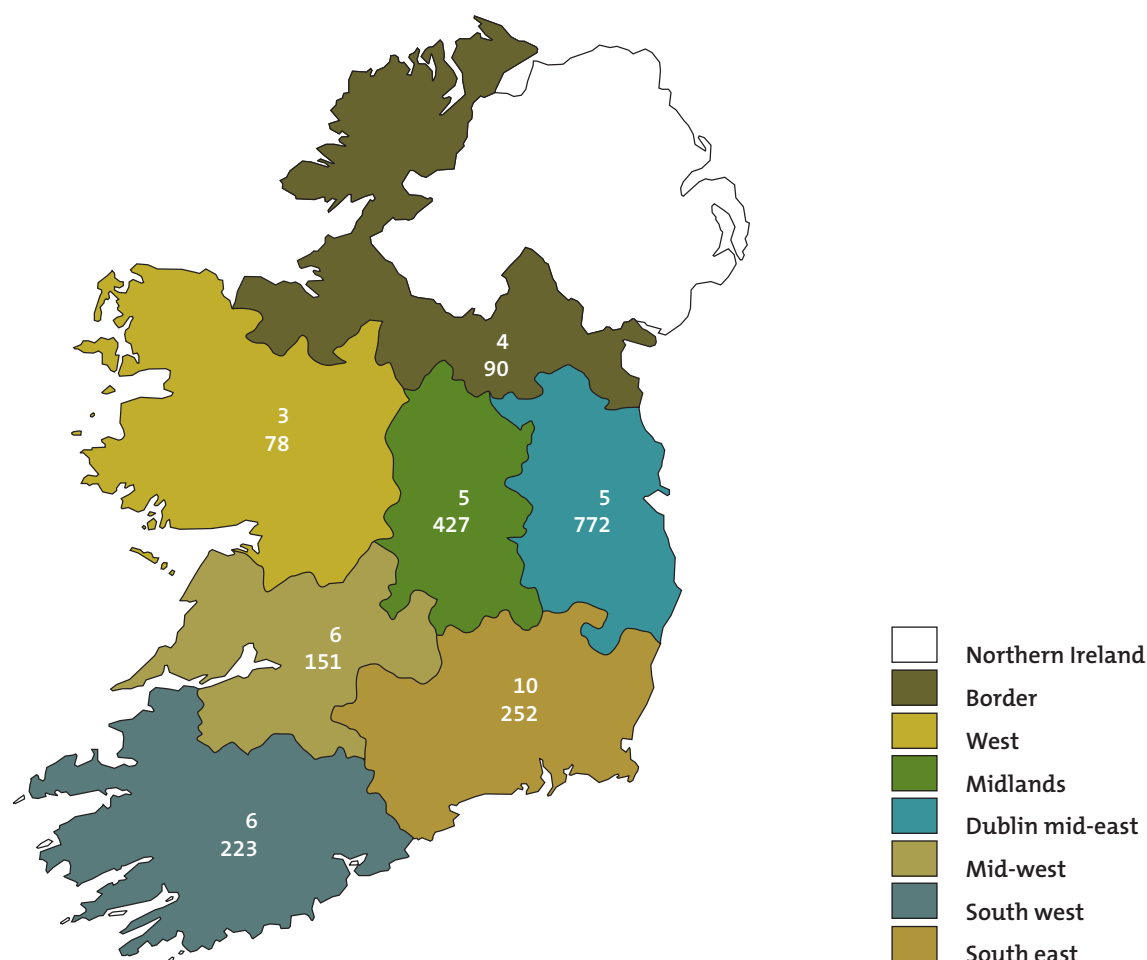 4
90
3
78
5
427
5
772
6
151
10
252
6
223
Northern Ireland
Border
West
Midlands
Dublin mid-east
Mid-west
South west
South east